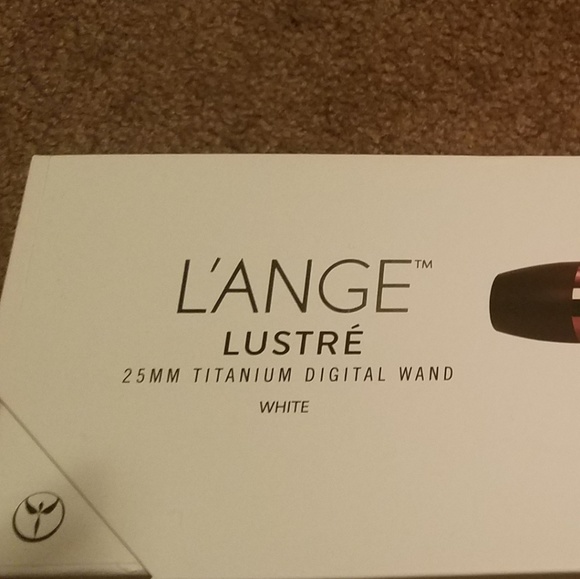 L'ANGE™
LUSTRÉ
25MM TITANIUM DIGITAL WAND
WHITE